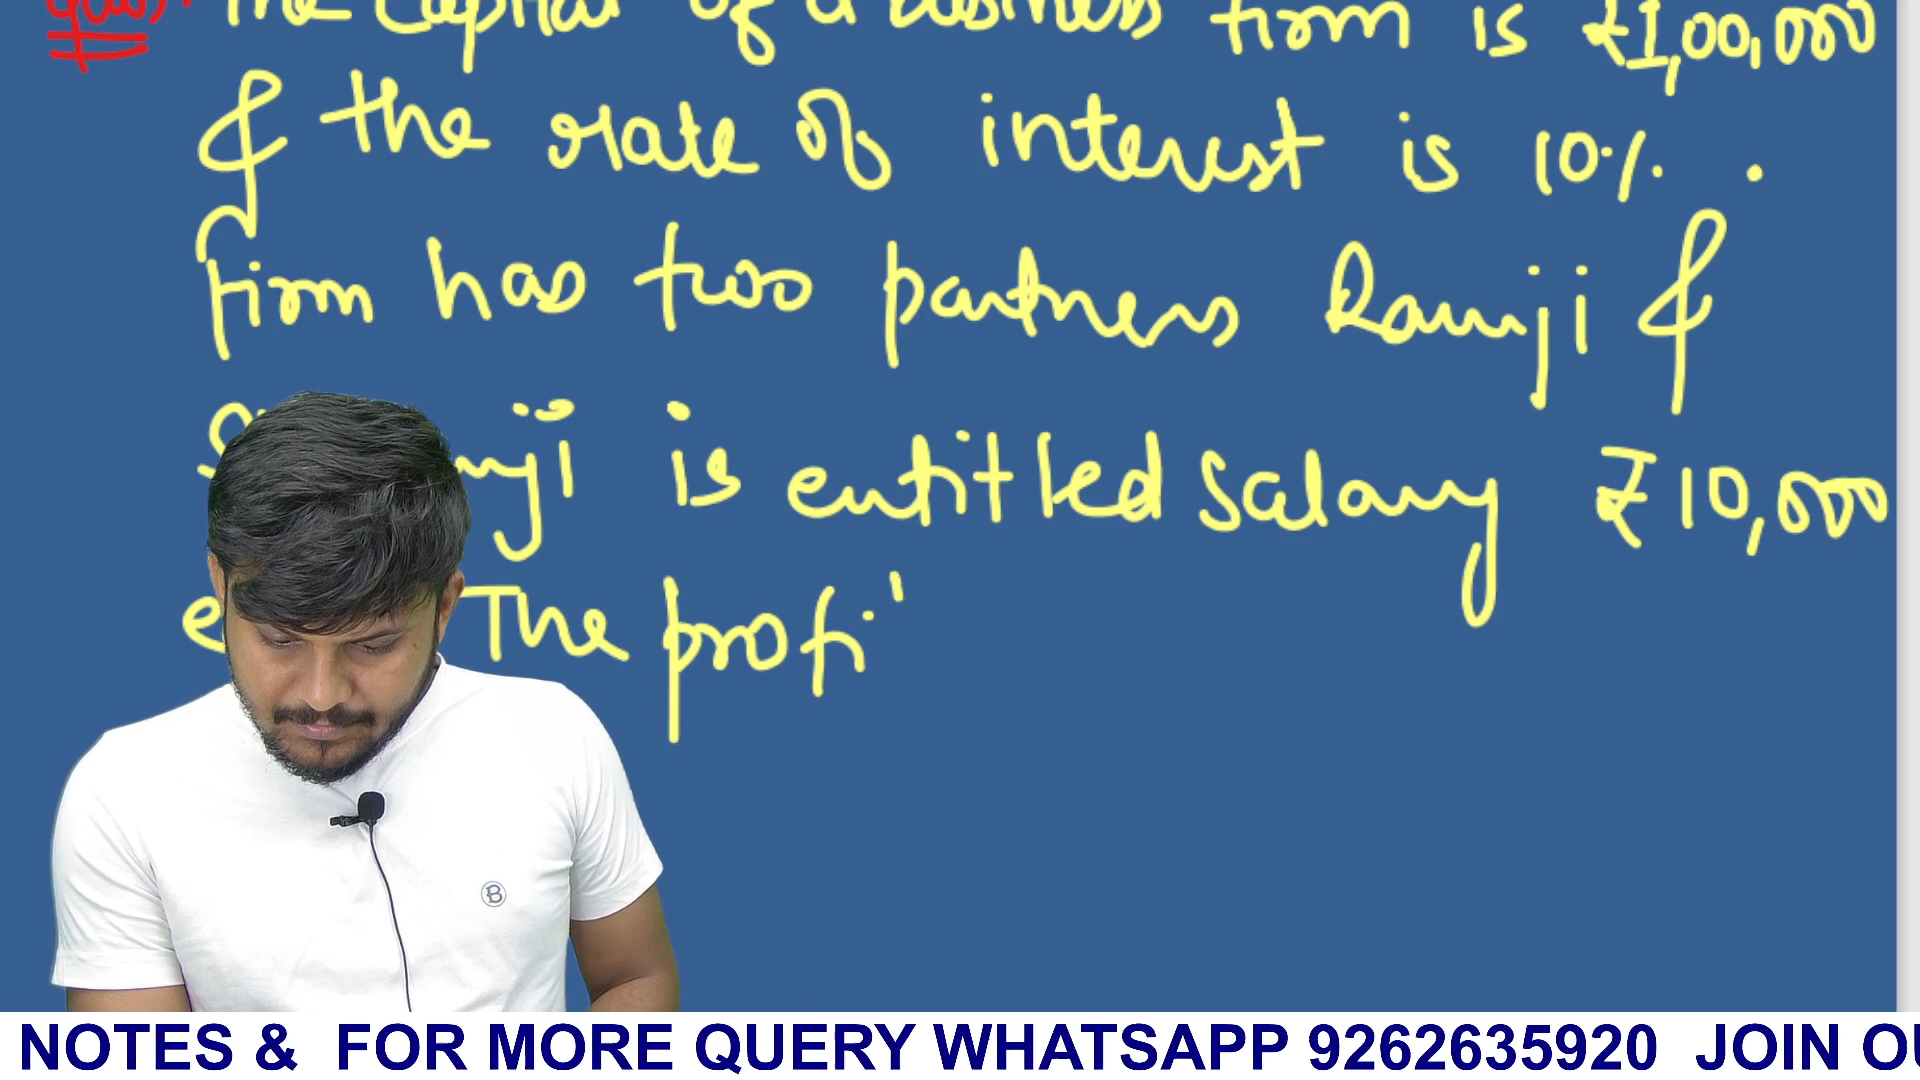 Ques). The Capital of a business firm is ₹1,00,000
& the rate of interest is 10% .
firm has two partners Ramji &
is entitled Salary ₹10,000
The profi
B
NOTES & FOR MORE QUERY WHATSAPP 9262635920 JOIN OU